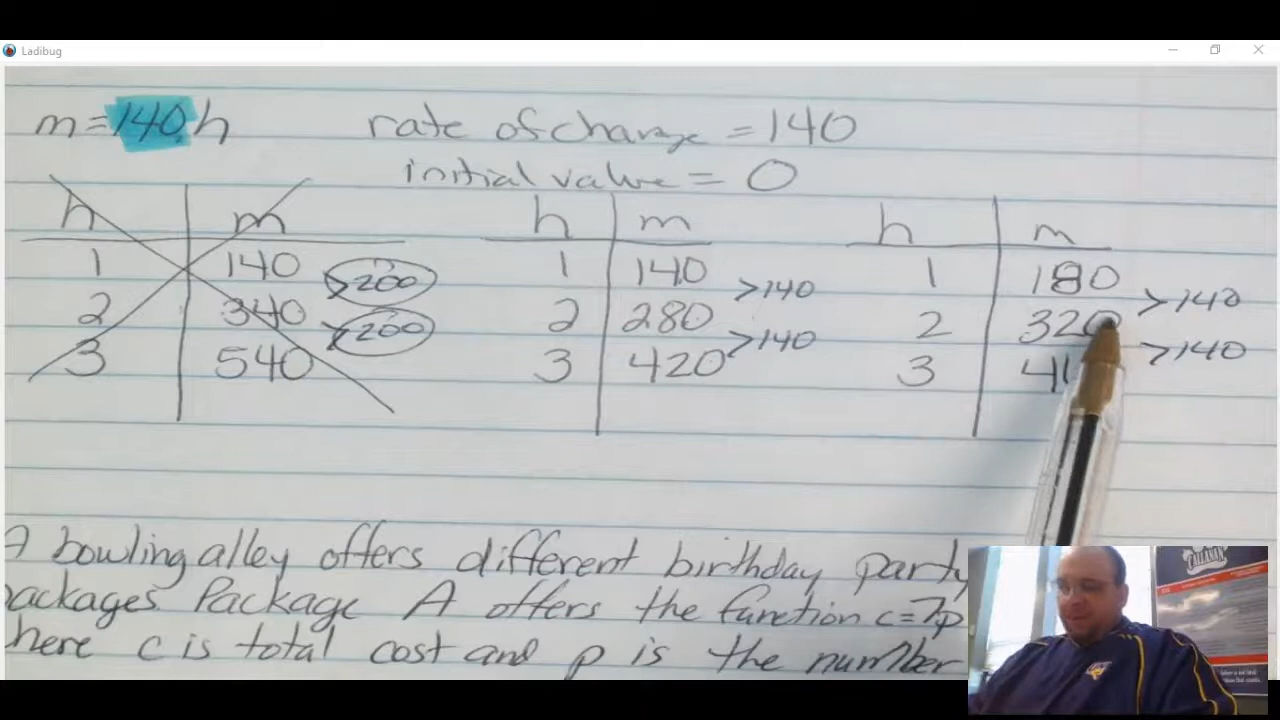 Ladibug
m=140h rate of change = 140
initial value = 0
h m h m h m
1 140 >200 1 140 >140 1 180 >140
2 340 >200 2 280 >140 2 320 >140
3 540 3 420 3
A bowling alley offers different birthday party
packages. Package A offers the function c=7p
here c is total cost and p is the number